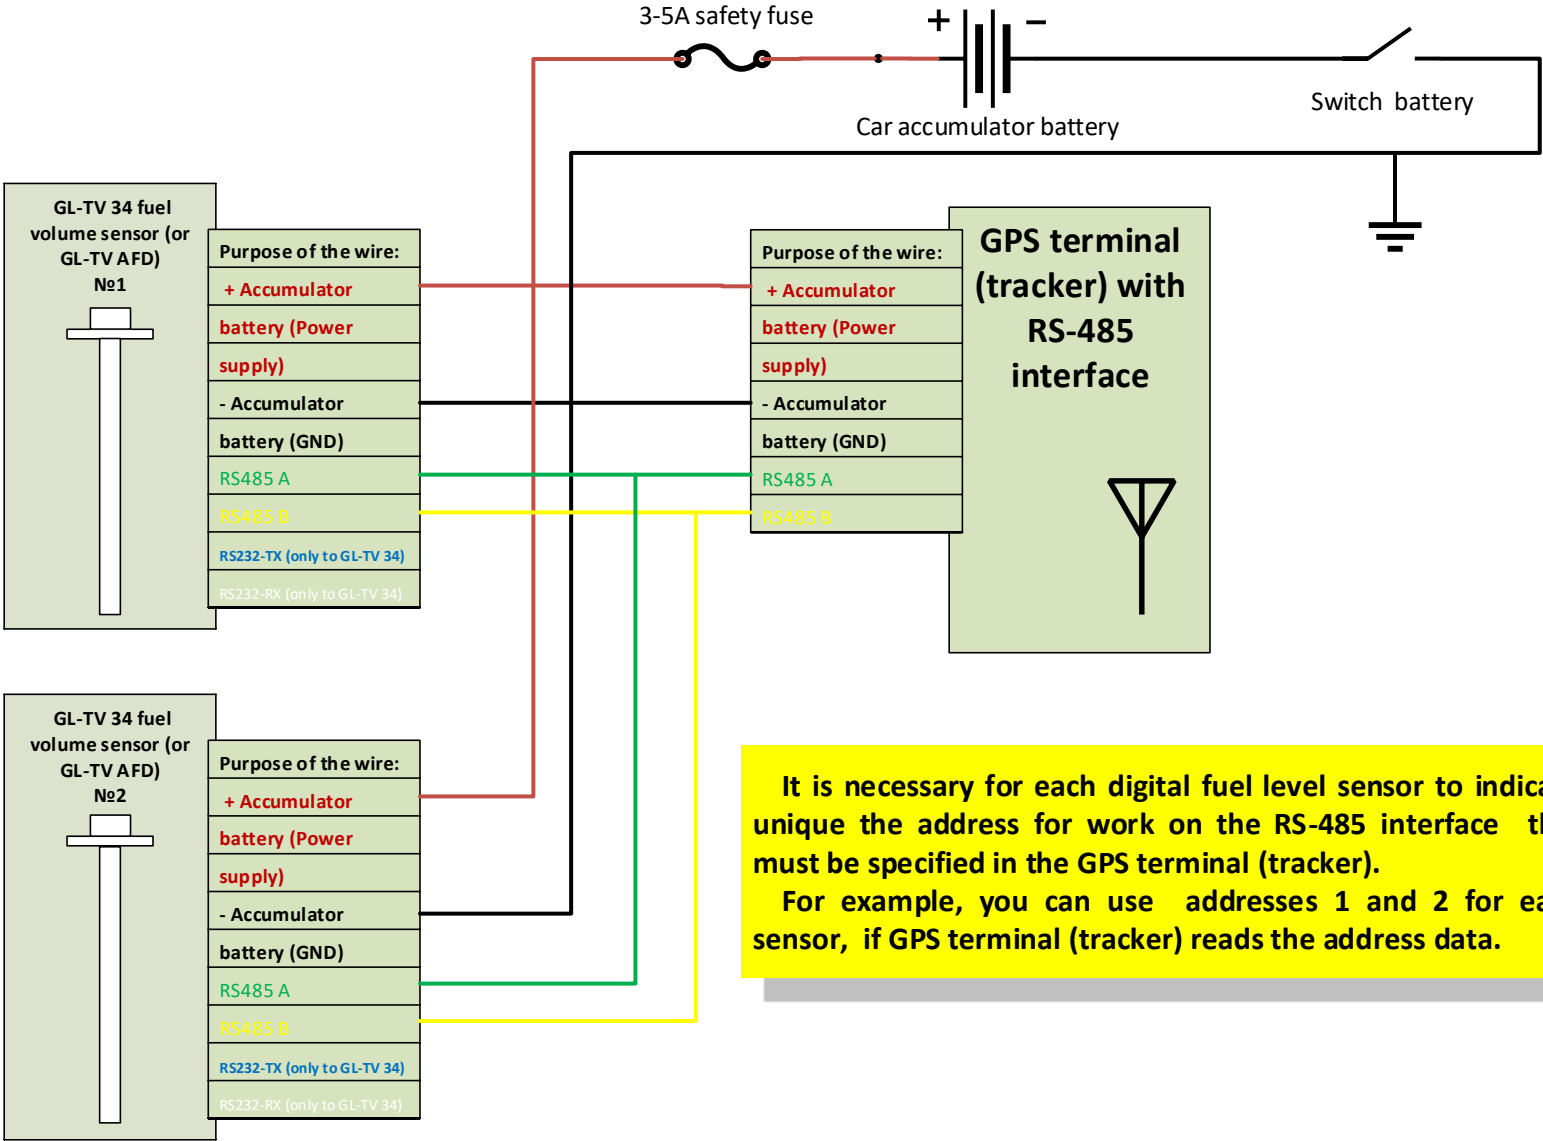 3-5A safety fuse
+ −
Car accumulator battery
Switch battery
GL-TV 34 fuel
volume sensor (or
GL-TV AFD)
№1
Purpose of the wire:
+ Accumulator
battery (Power
supply)
- Accumulator
battery (GND)
RS485 A
RS485 B
RS232-TX (only to GL-TV 34)
RS232-RX (only to GL-TV 34)
Purpose of the wire:
+ Accumulator
battery (Power
supply)
- Accumulator
battery (GND)
RS485 A
RS485 B
GPS terminal
(tracker) with
RS-485
interface
GL-TV 34 fuel
volume sensor (or
GL-TV AFD)
№2
Purpose of the wire:
+ Accumulator
battery (Power
supply)
- Accumulator
battery (GND)
RS485 A
RS485 B
RS232-TX (only to GL-TV 34)
RS232-RX (only to GL-TV 34)
It is necessary for each digital fuel level sensor to
unique the address for work on the RS-485 interface
must be specified in the GPS terminal (tracker).
For example, you can use addresses 1 and 2 for
sensor, if GPS terminal (tracker) reads the address data.